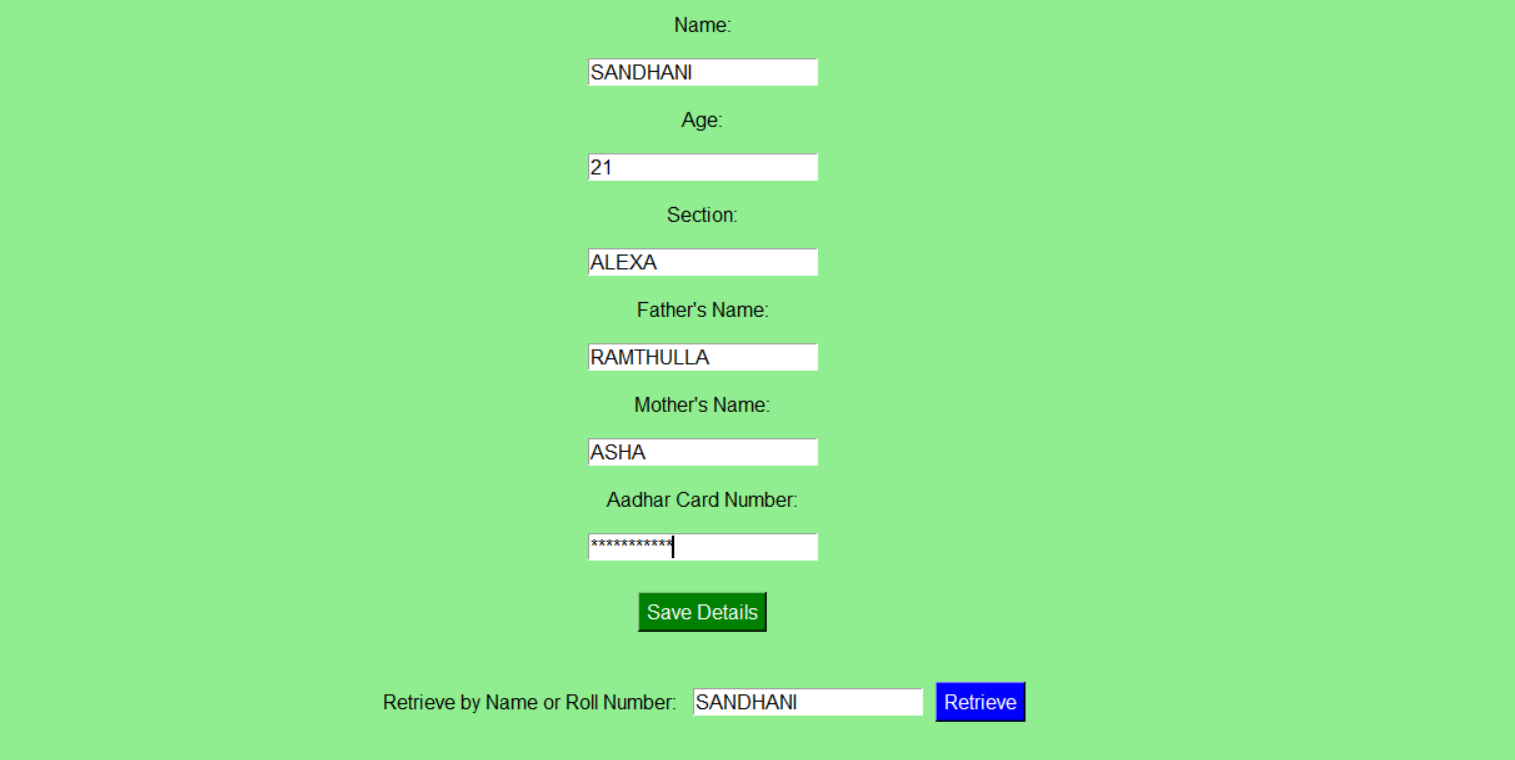 Name:
SANDHANI
Age:
21
Section:
ALEXA
Father's Name:
RAMTHULLA
Mother's Name:
ASHA
Aadhar Card Number:
***********
Save Details
Retrieve by Name or Roll Number: SANDHANI Retrieve